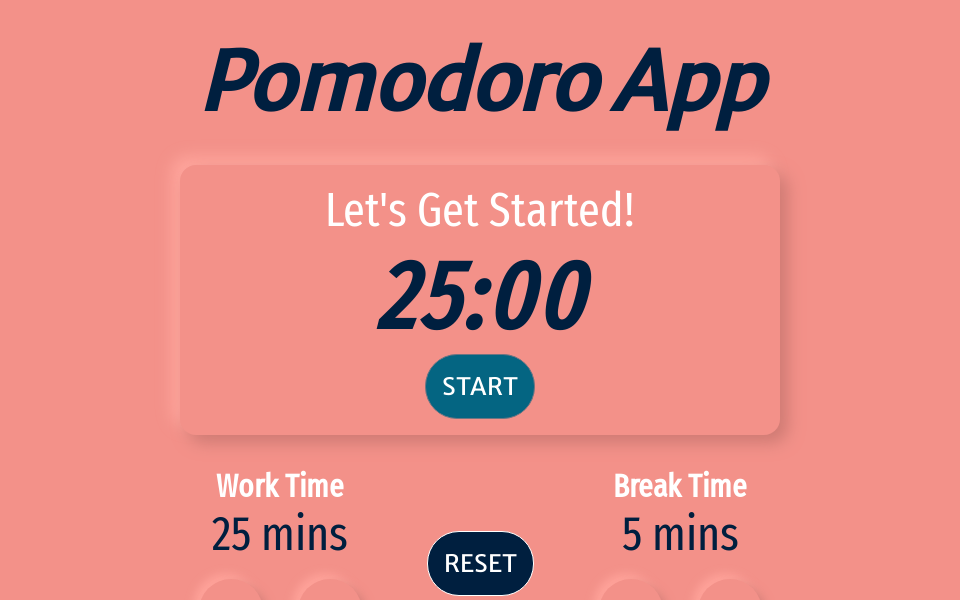 Pomodoro App
Let's Get Started!
25:00
START
Work Time
25 mins
Break Time
5 mins
RESET